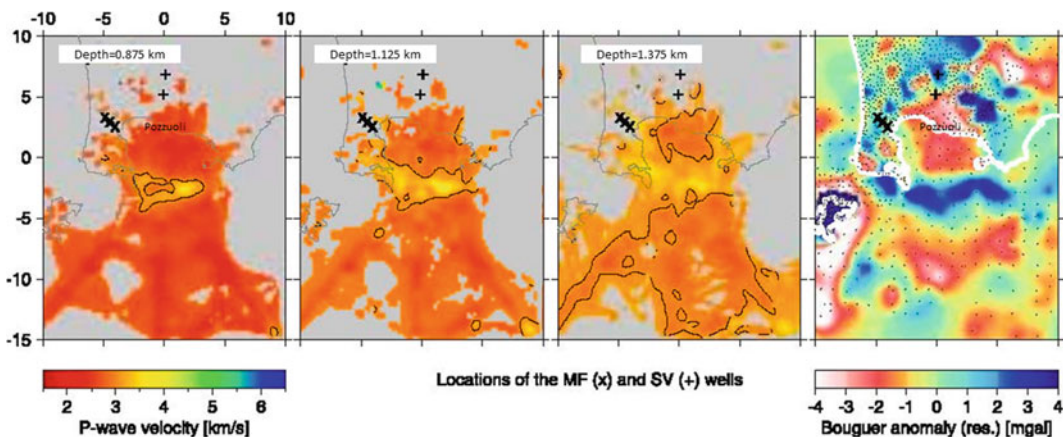 -10 -5 0 5 10
10 5 0 -5 -10 -15
Depth=0.875 km
Depth=1.125 km
Depth=1.375 km
Pozzuoli
Pozzuoli
2 3 4 5 6
P-wave velocity [km/s]
Locations of the MF (x) and SV (+) wells
-4 -3 -2 -1 0 1 2 3 4
Bouguer anomaly (res.) [mgal]